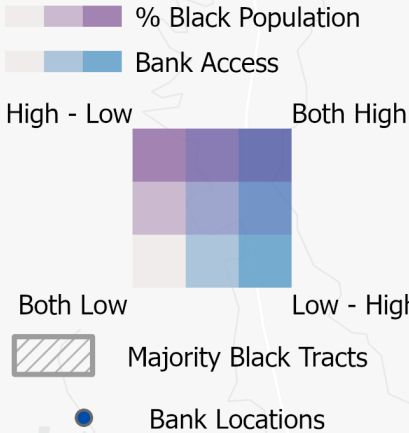 % Black Population
Bank Access
High - Low
Both High
Both Low
Low - High
Majority Black Tracts
Bank Locations